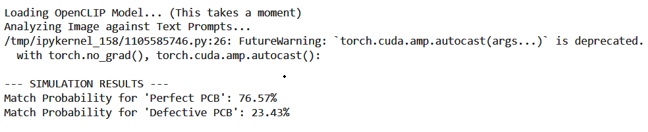 Loading OpenCLIP Model... (This takes a moment)
Analyzing Image against Text Prompts...
/tmp/ipykernel_158/1105585746.py:26: FutureWarning: `torch.cuda.amp.autocast(args...)` is deprecated.
  with torch.no_grad(), torch.cuda.amp.autocast():
--- SIMULATION RESULTS ---
Match Probability for 'Perfect PCB': 76.57%
Match Probability for 'Defective PCB': 23.43%